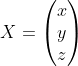 X = (x
y
z)